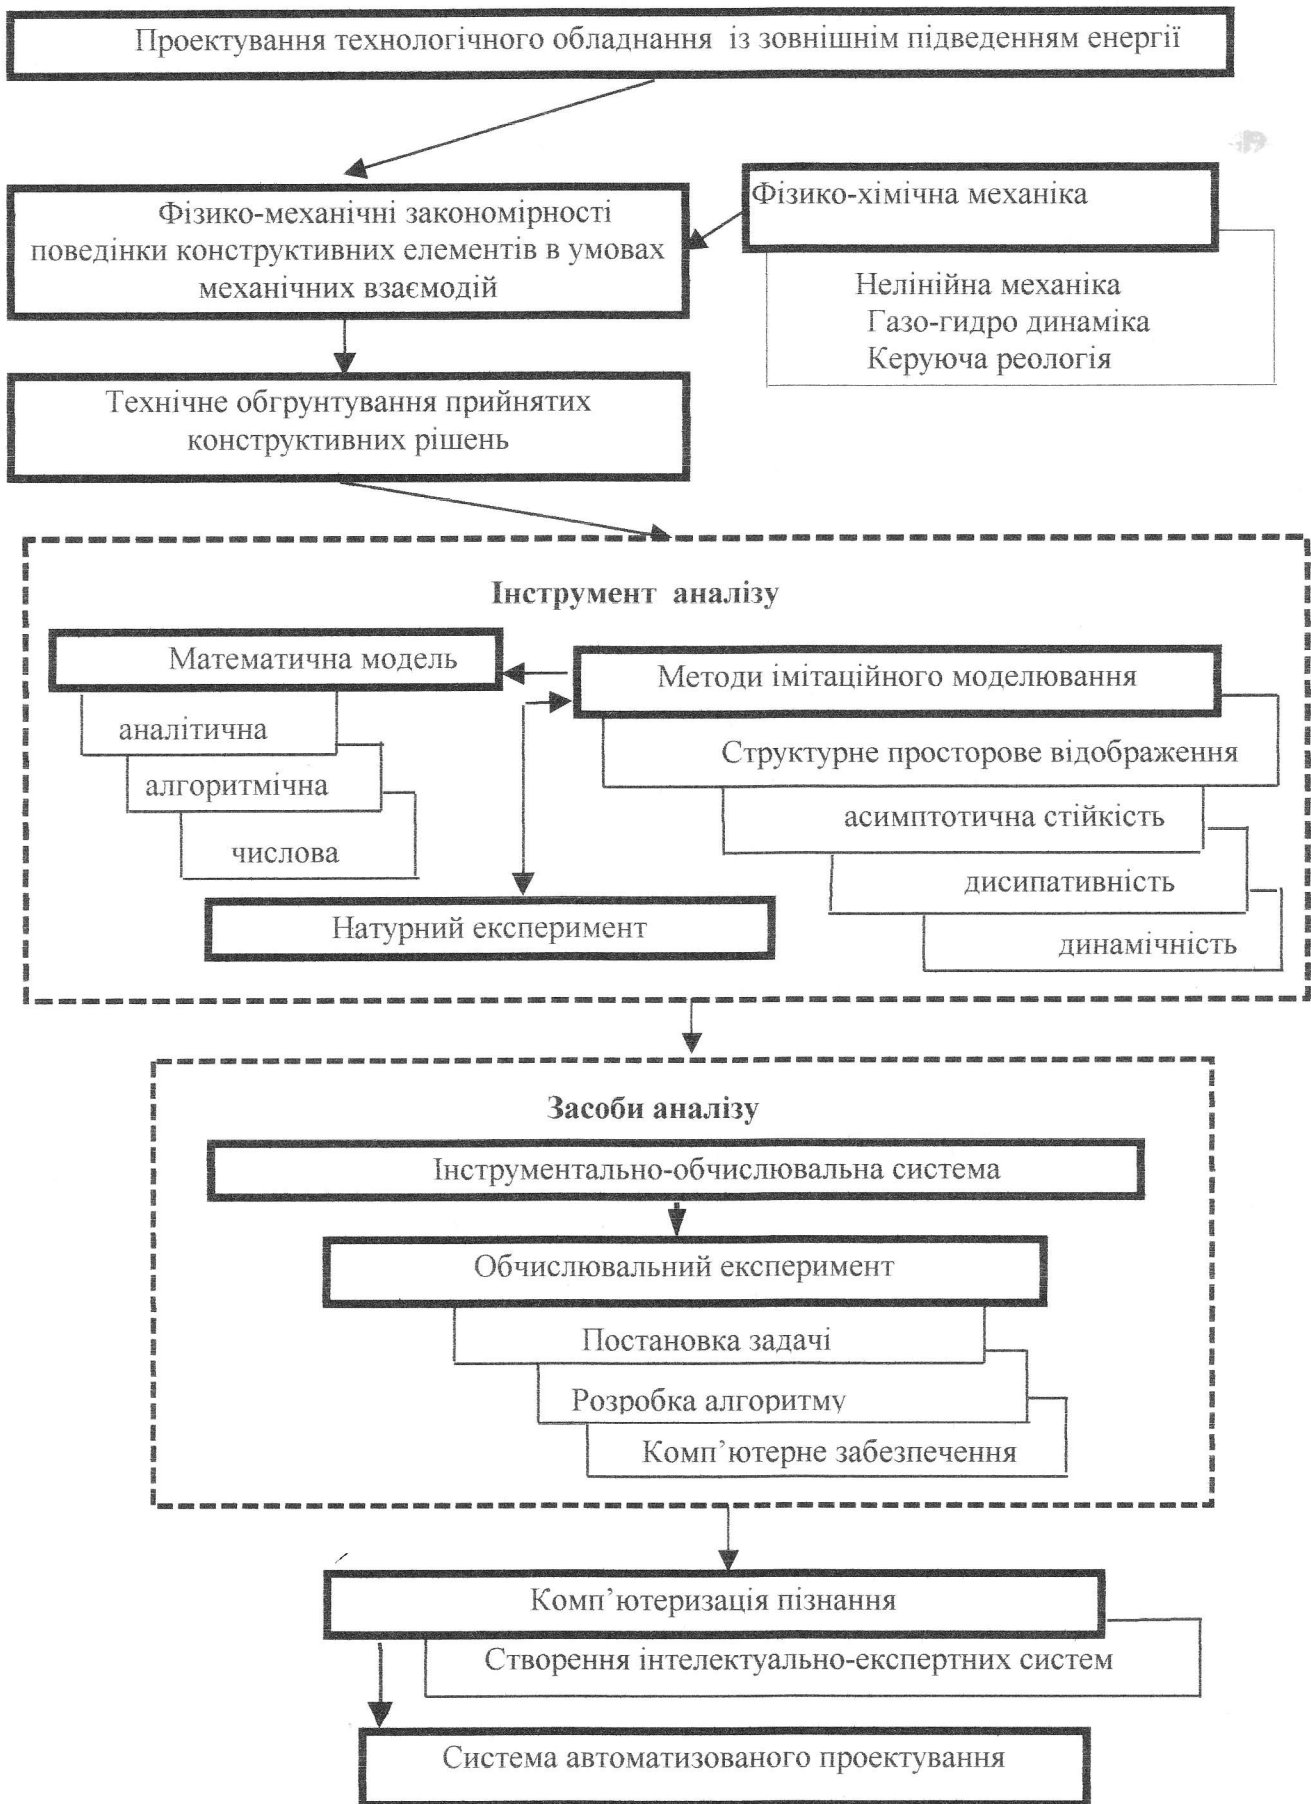 Проектування технологічного обладнання із зовнішнім підведенням енергії
Фізико-механічні закономірності
поведінки конструктивних елементів в умовах
механічних взаємодій
Фізико-хімічна механіка
Нелінійна механіка
Газо-гидро динаміка
Керуюча реологія
Технічне обгрунтування прийнятих
конструктивних рішень
Інструмент аналізу
Математична модель
аналітична
алгоритмічна
числова
Методи імітаційного моделювання
Структурне просторове відображення
асимптотична стійкість
дисипативність
динамічність
Натурний експеримент
Засоби аналізу
Інструментально-обчислювальна система
Обчислювальний експеримент
Постановка задачі
Розробка алгоритму
Комп’ютерне забезпечення
Комп’ютеризація пізнання
Створення інтелектуально-експертних систем
Система автоматизованого проектування